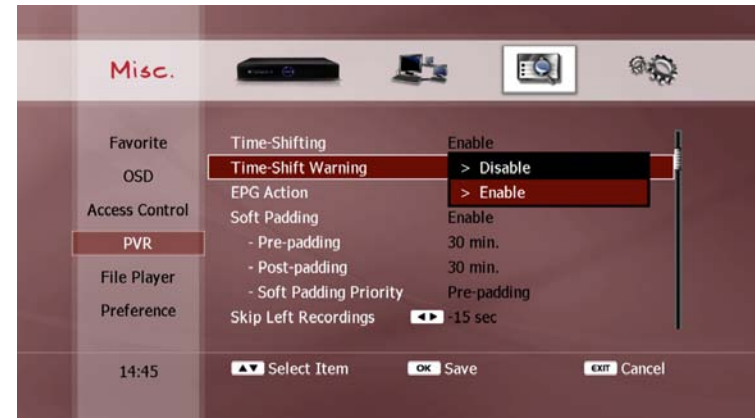 Misc.
Favorite
OSD
Access Control
PVR
File Player
Preference
14:45
Time-Shifting Enable
Time-Shift Warning > Disable
EPG Action > Enable
Soft Padding Enable
- Pre-padding 30 min.
- Post-padding 30 min.
- Soft Padding Priority Pre-padding
Skip Left Recordings ◄► -15 sec
▲▼ Select Item OK Save EXIT Cancel